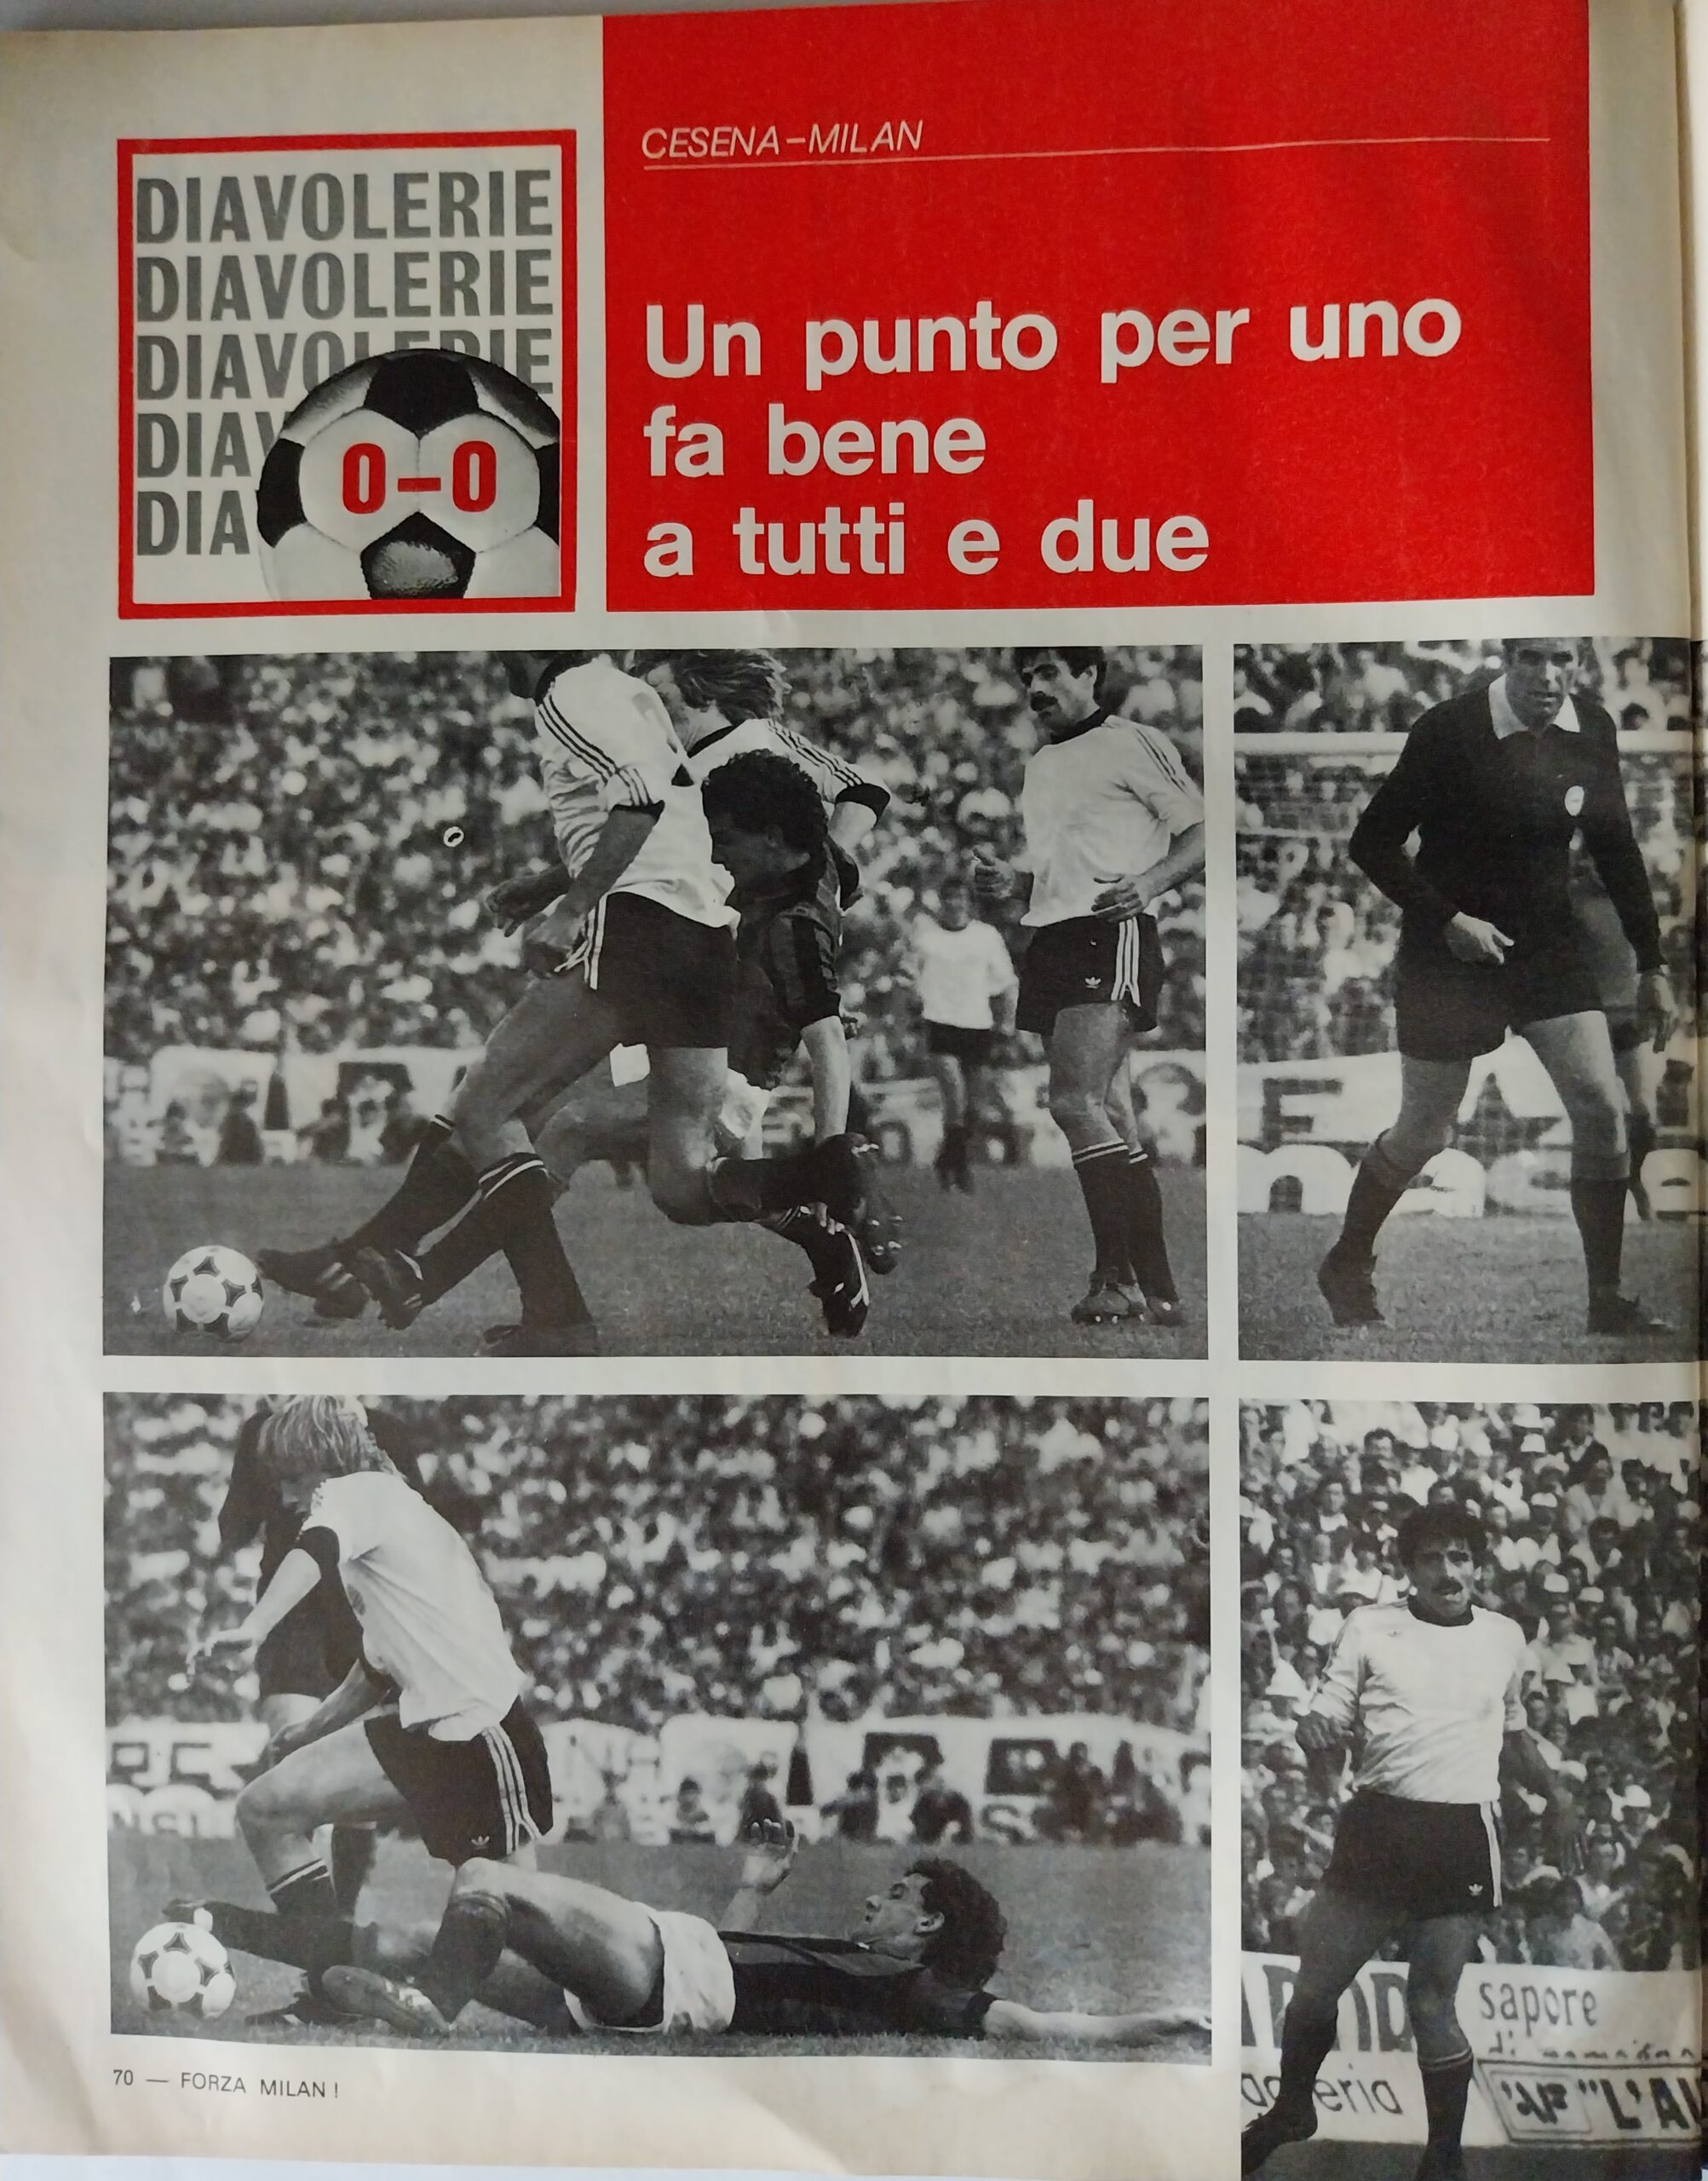 CESENA–MILAN
DIAVOLERIE
DIAVOLERIE
DIAVOLERIE
DIAV
DIA
0–0
Un punto per uno
fa bene
a tutti e due
sapore
"L'A
70 — FORZA MILAN !